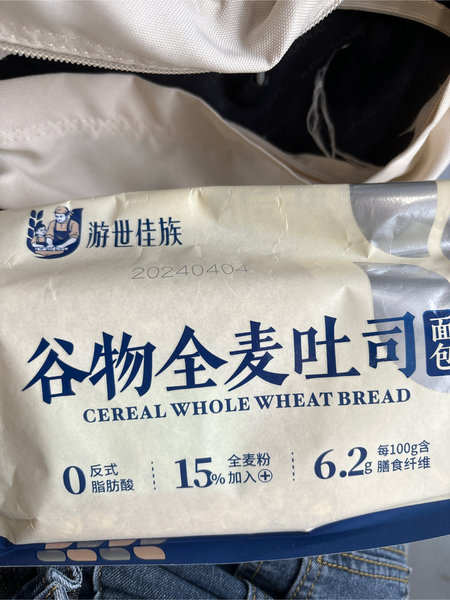 游世佳族
20240404
谷物全麦吐司 面包
CEREAL WHOLE WHEAT BREAD
0 反式脂肪酸
15% 全麦粉加入+
6.2g 每100g含膳食纤维